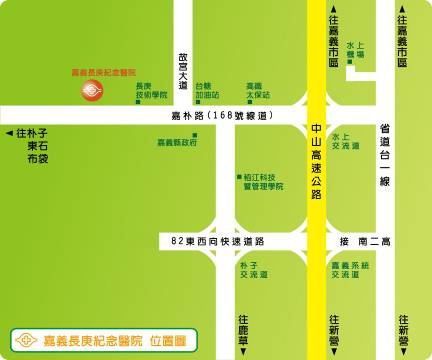 往嘉義市區
往嘉義市區
水上
機場
故宮大道
嘉義長庚紀念醫院
長庚
技術學院
台糖
加油站
高鐵
太保站
嘉朴路(168號線道)
往朴子
東石
布袋
嘉義縣政府
中山高速公路
水上
交流道
省道台一線
稻江科技
暨管理學院
82東西向快速道路
接 南二高
朴子
交流道
嘉義系統
交流道
往鹿草
往新營
往新營
嘉義長庚紀念醫院 位置圖